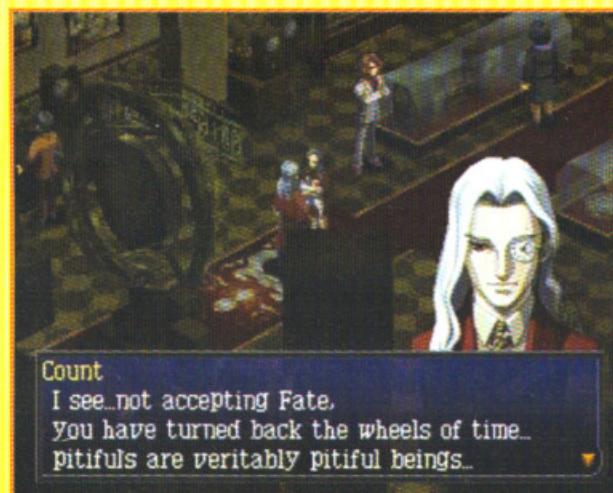 Count
I see...not accepting Fate,
you have turned back the wheels of time...
pitifuls are veritably pitiful beings...